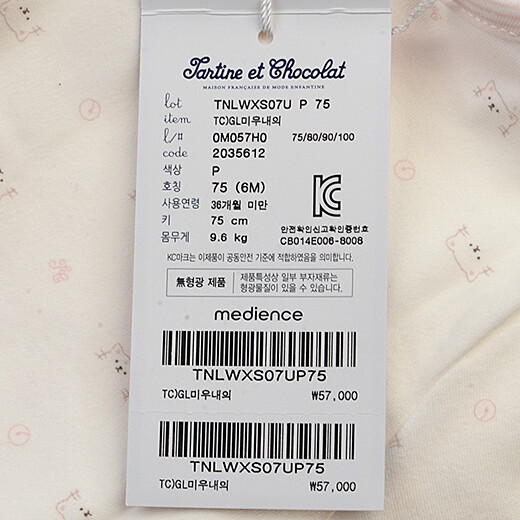 Tartine et Chocolat
MAISON FRANÇAISE DE MODE ENFANTINE
lot TNLWXS07U P 75
item TC)GL미우내의
l/# 0M057H0 75/80/90/100
code 2035612
색상 P
호칭 75 (6M)
사용연령 36개월 미만
키 75 cm
몸무게 9.6 kg
안전확인신고확인증번호
CB014E006-8008
KC마크는 이제품이 공통안전 기준에 적합하였음을 의미합니다.
無형광 제품
제품특성상 일부 부자재류는
형광물질이 있을 수 있습니다.
medience
TNLWXS07UP75
TC)GL미우내의 ₩57,000
TNLWXS07UP75
TC)GL미우내의 ₩57,000